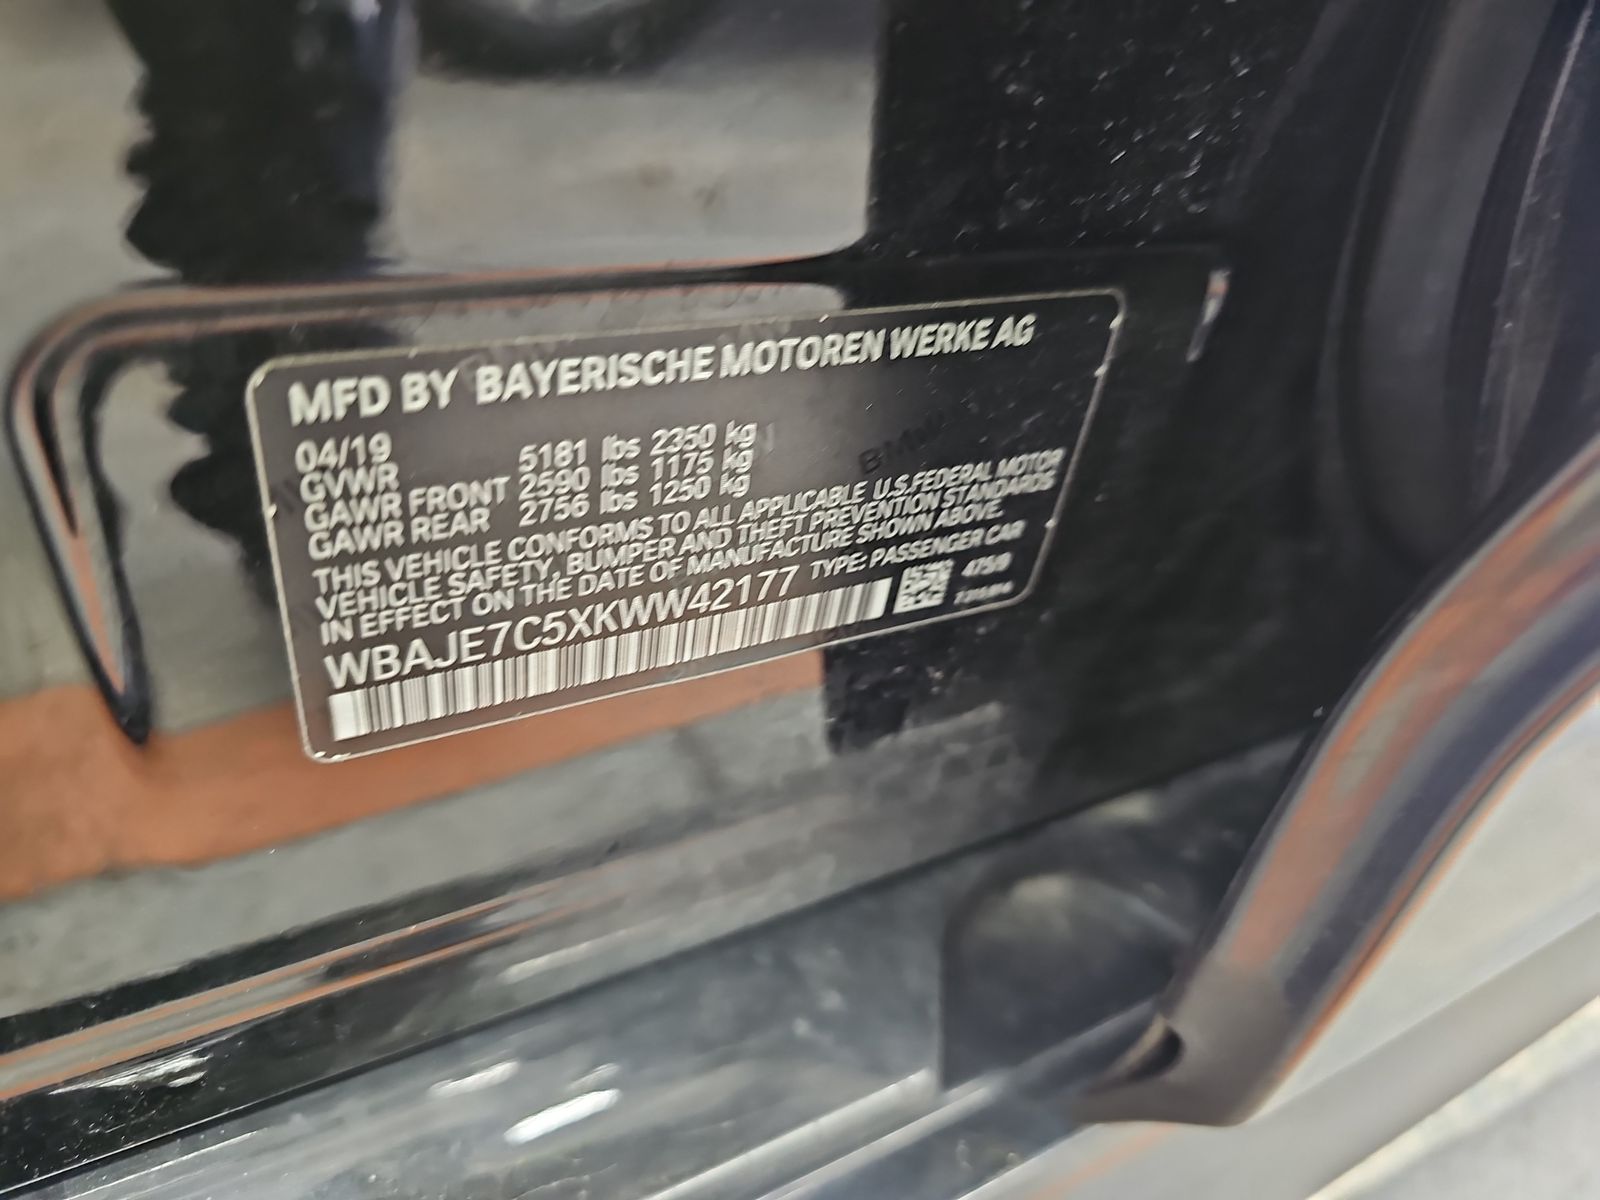 MFD BY BAYERISCHE MOTOREN WERKE AG
04/19
GVWR 5181 lbs 2350 kg
GAWR FRONT 2590 lbs 1175 kg
GAWR REAR 2756 lbs 1250 kg
THIS VEHICLE CONFORMS TO ALL APPLICABLE U.S.FEDERAL MOTOR
VEHICLE SAFETY, BUMPER AND THEFT PREVENTION STANDARDS
IN EFFECT ON THE DATE OF MANUFACTURE SHOWN ABOVE.
WBAJE7C5XKWW42177 TYPE: PASSENGER CAR